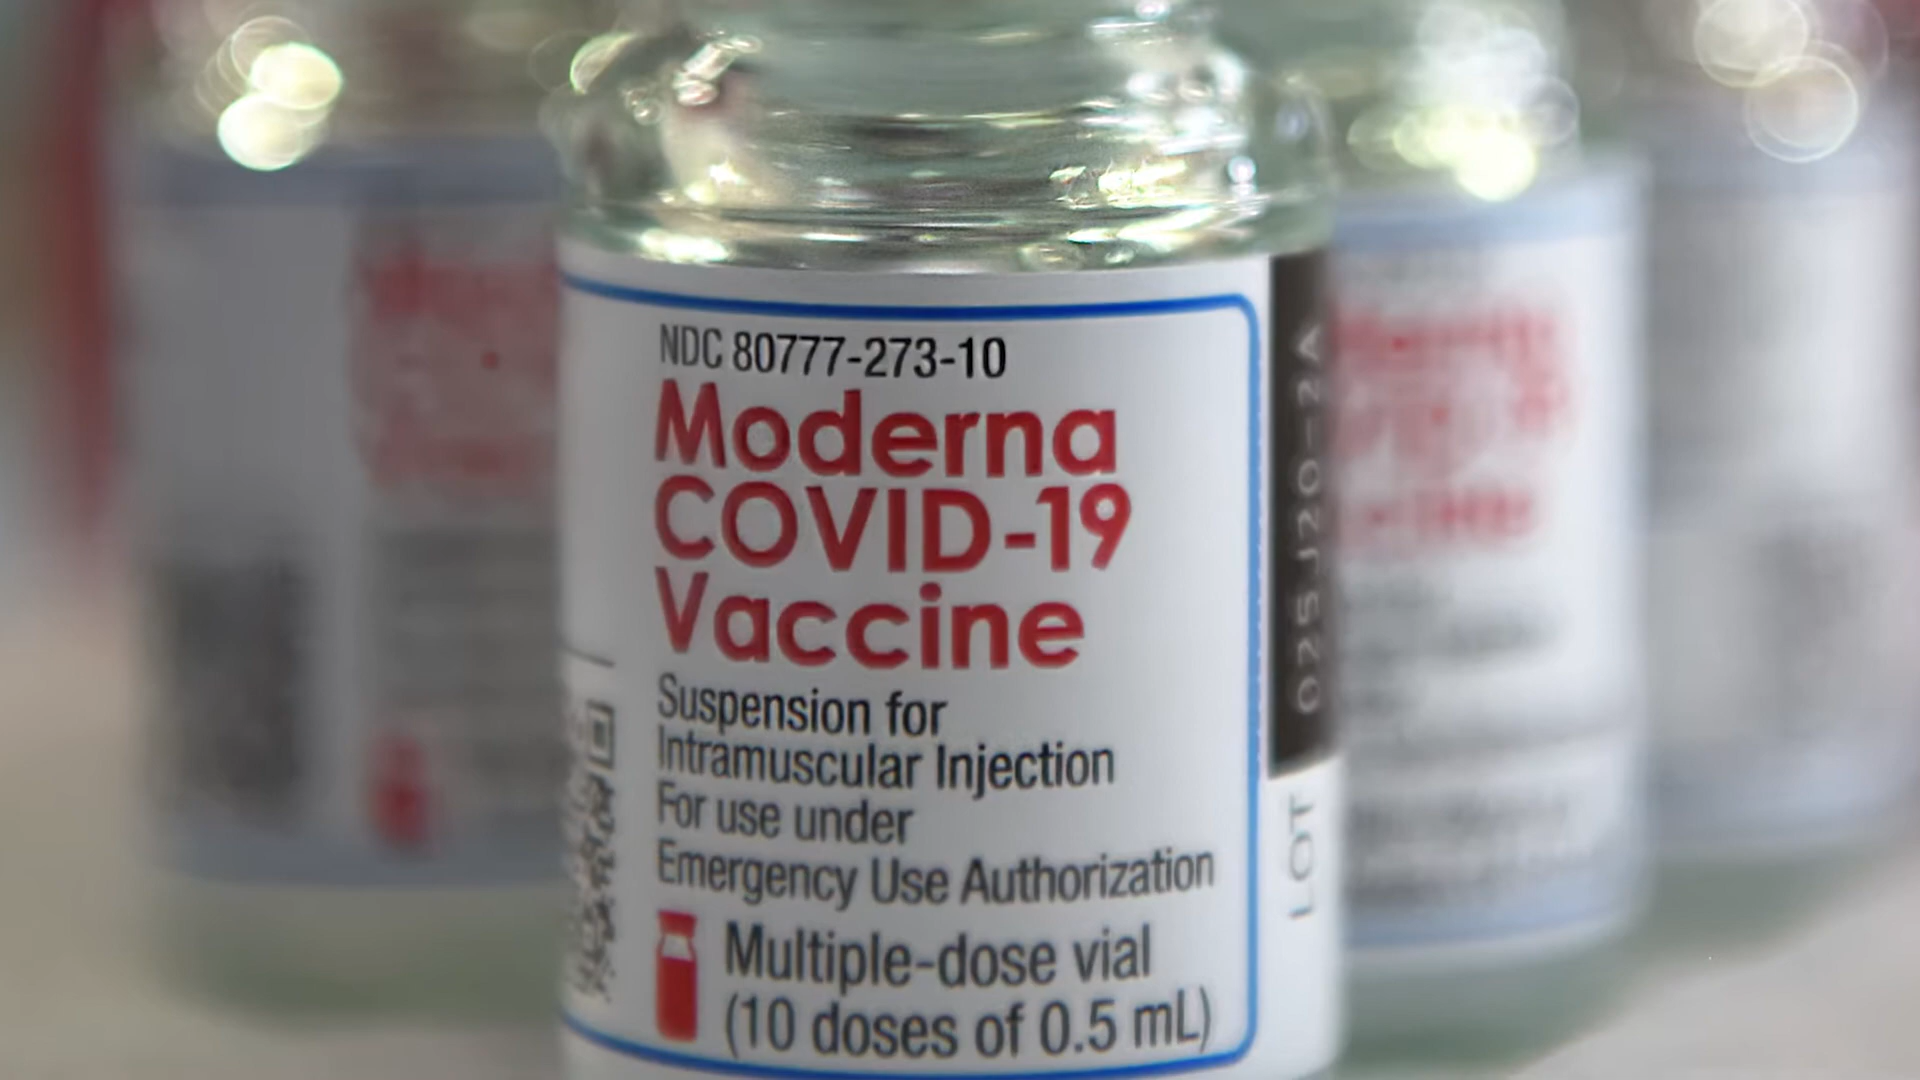 NDC 80777-273-10
Moderna
COVID-19
Vaccine
Suspension for
Intramuscular Injection
For use under
Emergency Use Authorization
Multiple-dose vial
(10 doses of 0.5 mL)
LOT 025J20-2A